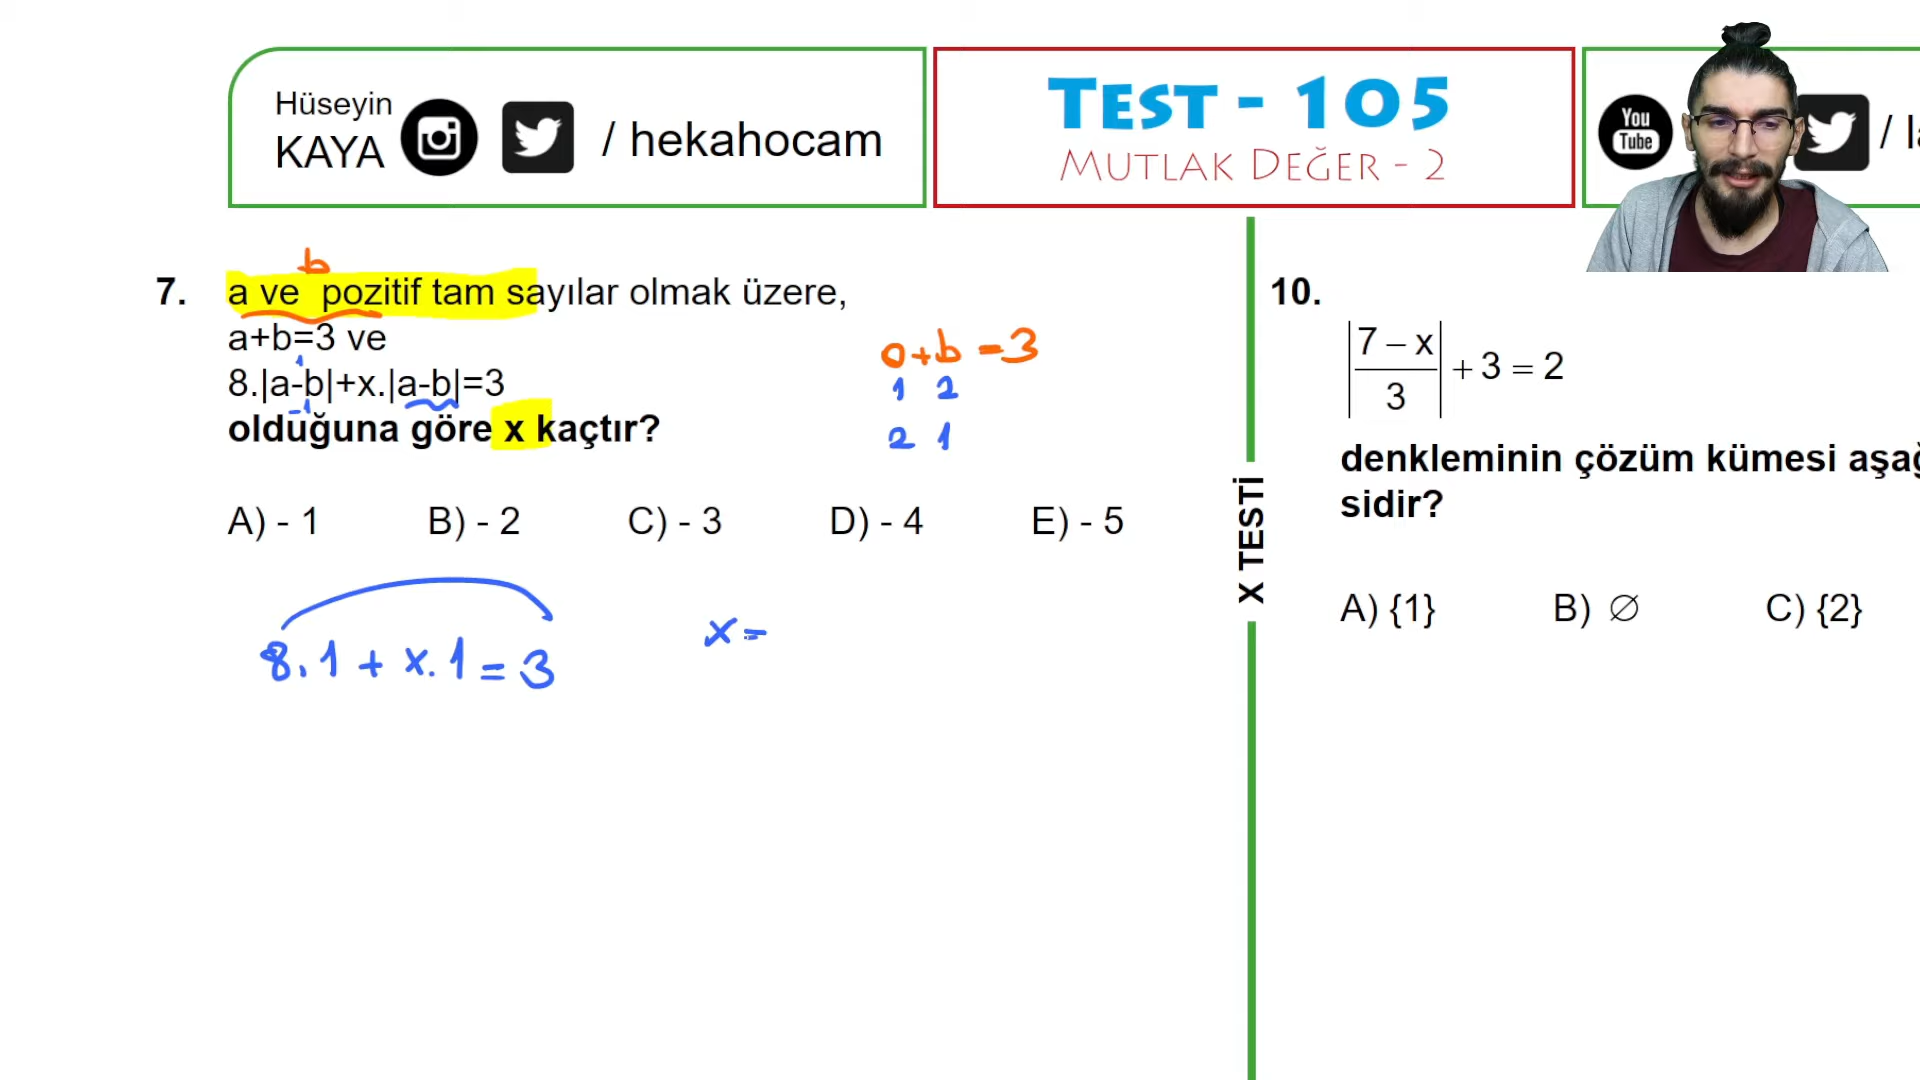 Hüseyin
KAYA
/ hekahocam
TEST - 105
MUTLAK DEĞER - 2
You
Tube
/
b
7. a ve pozitif tam sayılar olmak üzere,
a+b=3 ve
1
8.|a-b|+x.|a-b|=3
-1
olduğuna göre x kaçtır?
a+b=3
1 2
2 1
A) - 1 B) - 2 C) - 3 D) - 4 E) - 5
8.1 + x.1 = 3
x =
X TESTİ
10.
|7 – x / 3| + 3 = 2
denkleminin çözüm kümesi
sidir?
A) {1} B) ∅ C) {2}